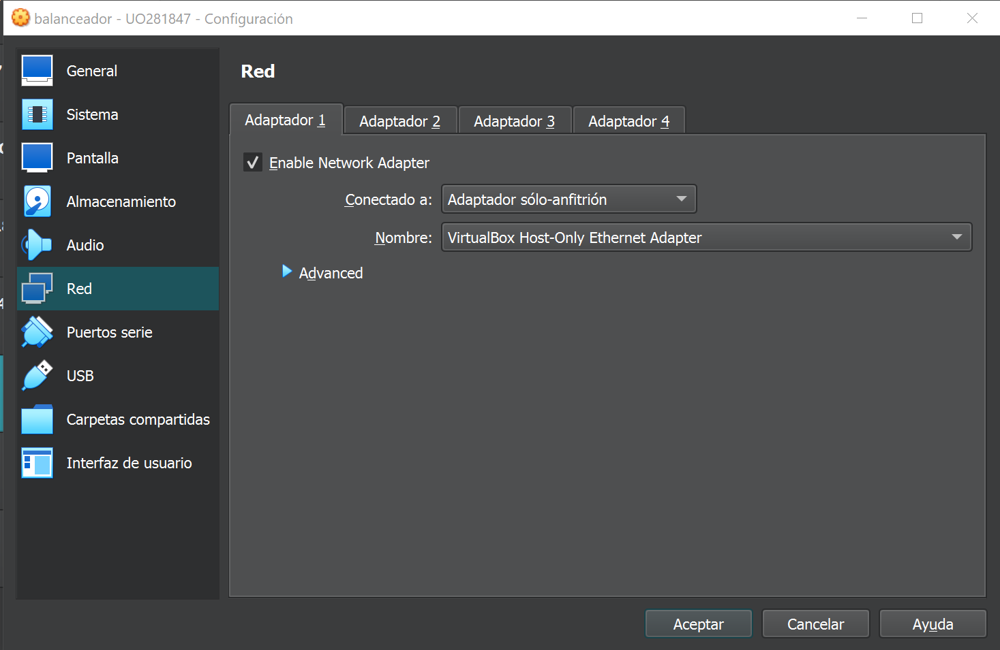 balanceador - UO281847 - Configuración
General
Sistema
Pantalla
Almacenamiento
Audio
Red
Puertos serie
USB
Carpetas compartidas
Interfaz de usuario
Red
Adaptador 1
Adaptador 2
Adaptador 3
Adaptador 4
Enable Network Adapter
Conectado a: Adaptador sólo-anfitrión
Nombre: VirtualBox Host-Only Ethernet Adapter
Advanced
Aceptar
Cancelar
Ayuda